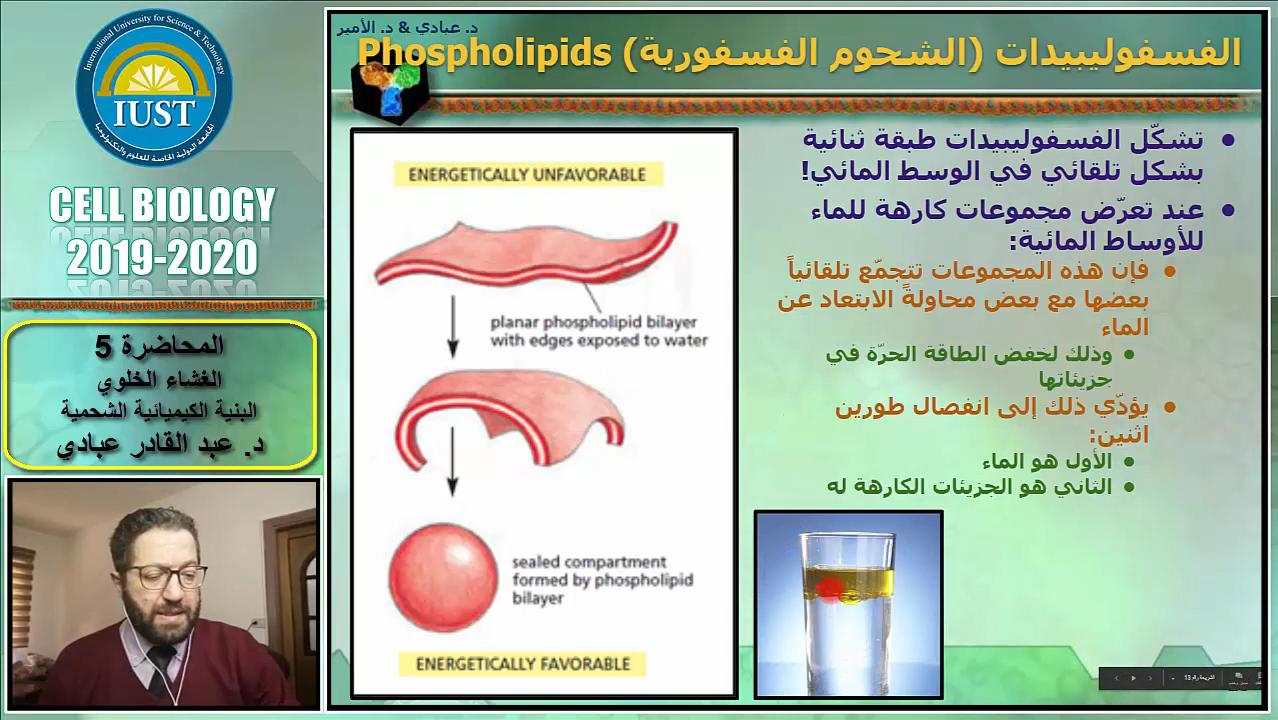 International University for Science & Technology
IUST
الجامعة الدولية الخاصة للعلوم والتكنولوجيا
CELL BIOLOGY
2019-2020
المحاضرة 5
الغشاء الخلوي
البنية الكيميائية الشحمية
د. عبد القادر عبادي
د. عبادي & د. الأمير
الفسفوليبيدات (الشحوم الفسفورية) Phospholipids
تشكّل الفسفوليبيدات طبقة ثنائية
بشكل تلقائي في الوسط المائي!
عند تعرّض مجموعات كارهة للماء
للأوساط المائية:
فإن هذه المجموعات تتجمّع تلقائياً
بعضها مع بعض محاولةً الابتعاد عن
الماء
وذلك لخفض الطاقة الحرّة في
جزيئاتها
يؤدّي ذلك إلى انفصال طورين
اثنين:
الأول هو الماء
الثاني هو الجزيئات الكارهة له
ENERGETICALLY UNFAVORABLE
planar phospholipid bilayer
with edges exposed to water
sealed compartment
formed by phospholipid
bilayer
ENERGETICALLY FAVORABLE
الشريحة رقم 13